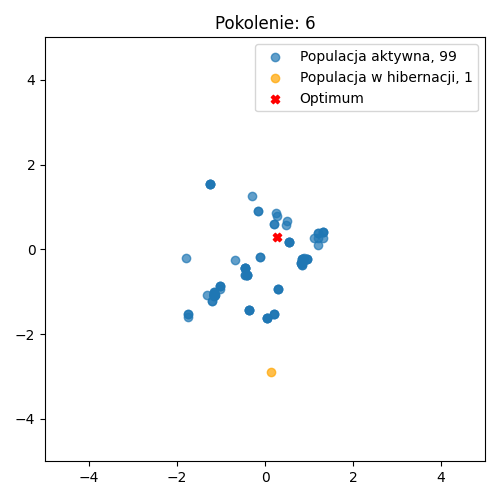 Pokolenie: 6
Populacja aktywna, 99
Populacja w hibernacji, 1
Optimum
4
2
0
−2
−4
−4
−2
0
2
4